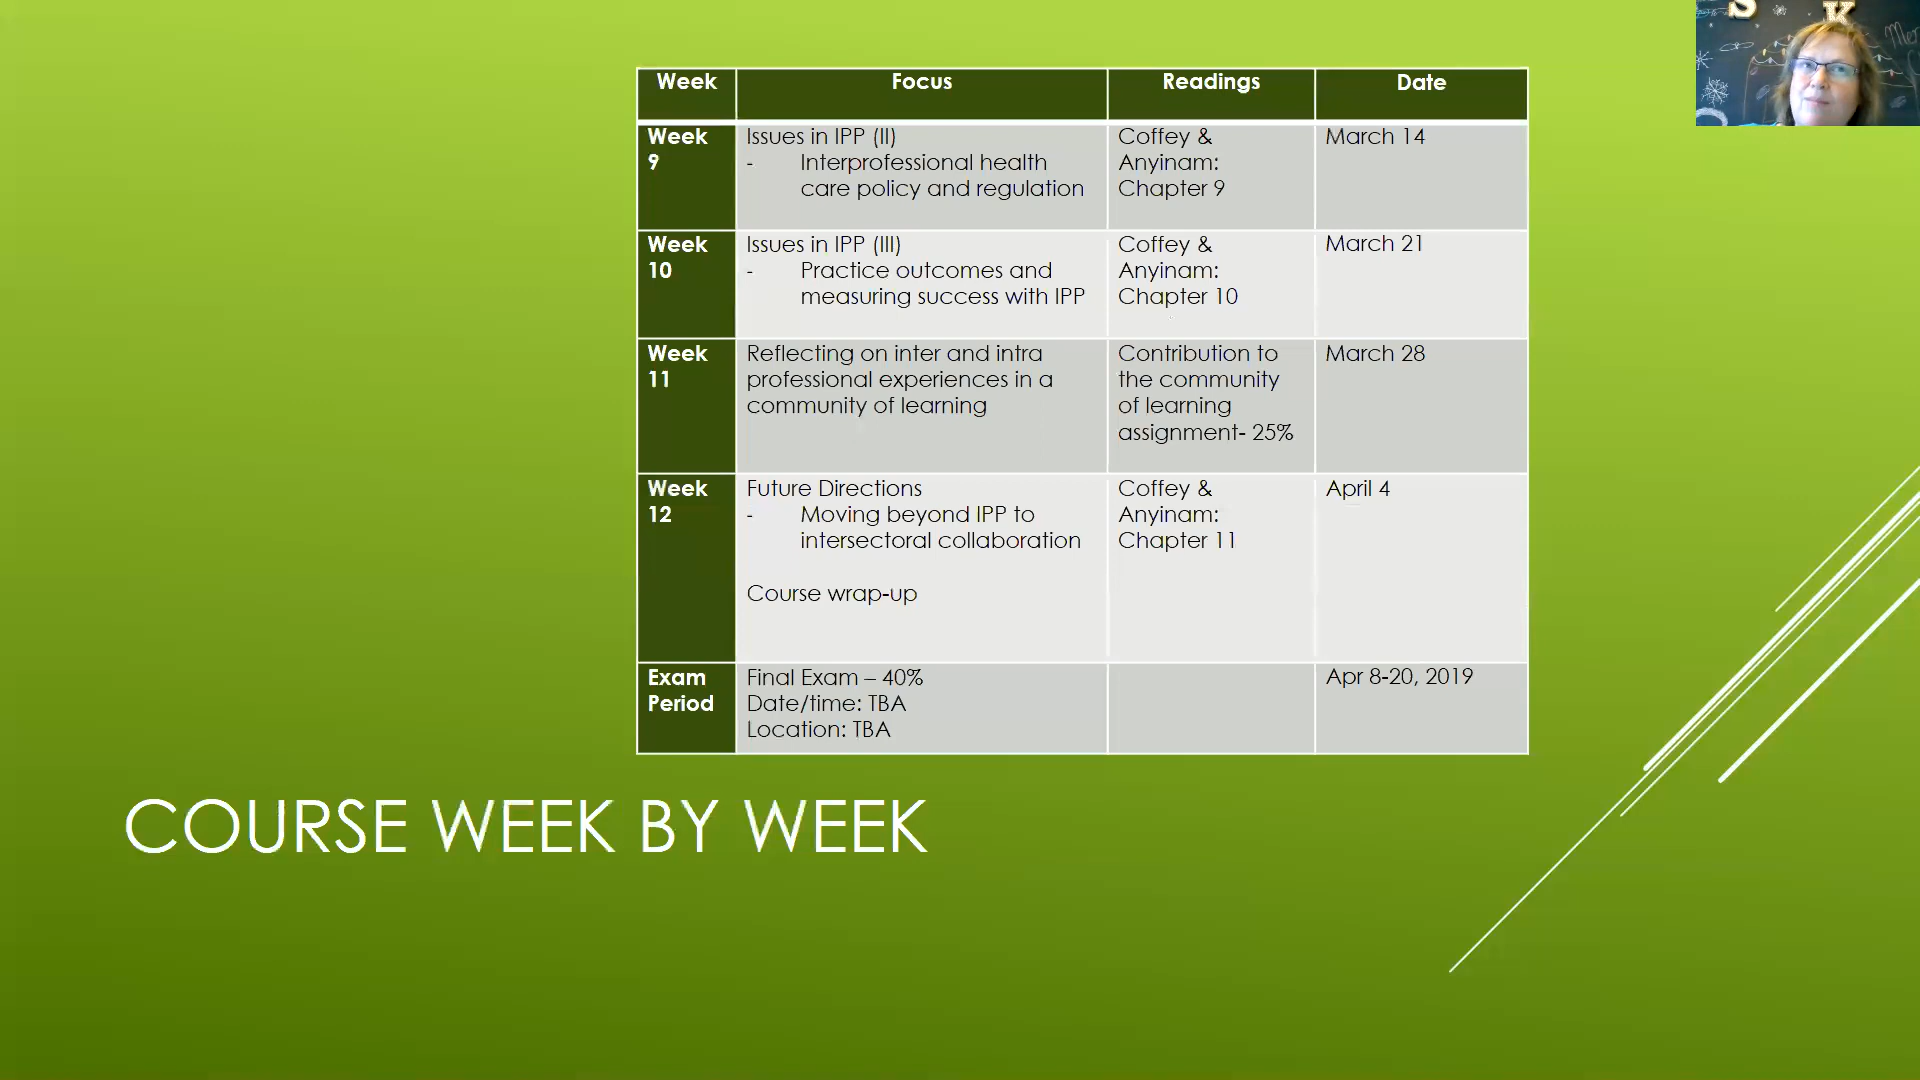 S K
Mer
Week Focus Readings Date
Week 9
Issues in IPP (II)
- Interprofessional health
care policy and regulation
Coffey &
Anyinam:
Chapter 9
March 14
Week 10
Issues in IPP (III)
- Practice outcomes and
measuring success with IPP
Coffey &
Anyinam:
Chapter 10
March 21
Week 11
Reflecting on inter and intra
professional experiences in a
community of learning
Contribution to
the community
of learning
assignment- 25%
March 28
Week 12
Future Directions
- Moving beyond IPP to
intersectoral collaboration
Course wrap-up
Coffey &
Anyinam:
Chapter 11
April 4
Exam
Period
Final Exam – 40%
Date/time: TBA
Location: TBA
Apr 8-20, 2019
COURSE WEEK BY WEEK